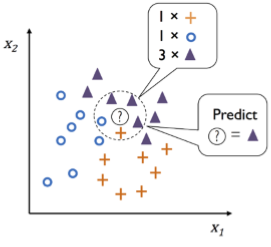 1 × +
1 × o
3 × ▲
x₂
?
Predict
? = ▲
x₁